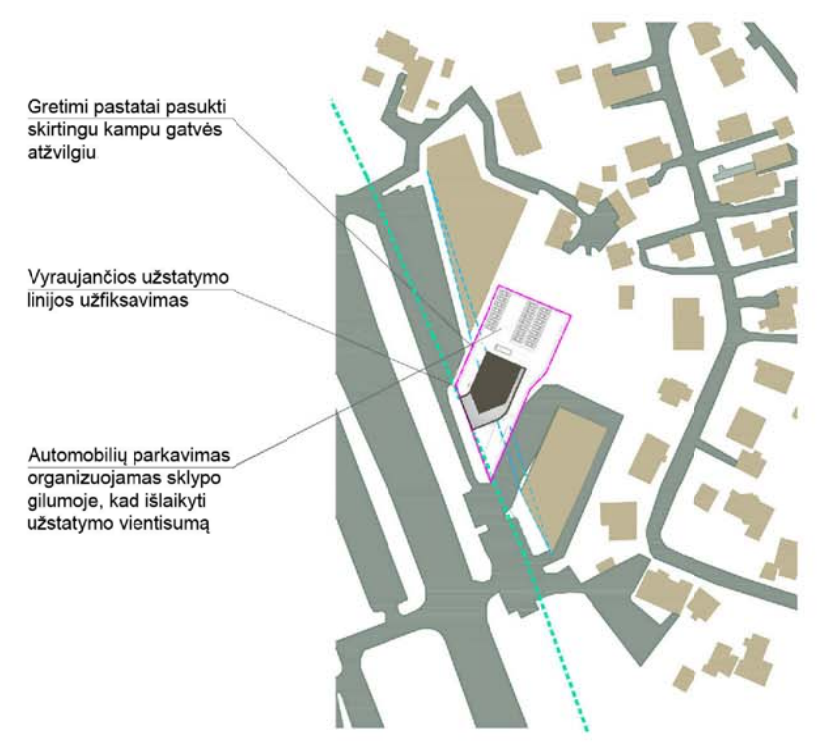 Gretimi pastatai pasukti
skirtingu kampu gatvės
atžvilgiu
Vyraujančios užstatymo
linijos užfiksavimas
Automobilių parkavimas
organizuojamas sklypo
gilumoje, kad išlaikyti
užstatymo vientisumą